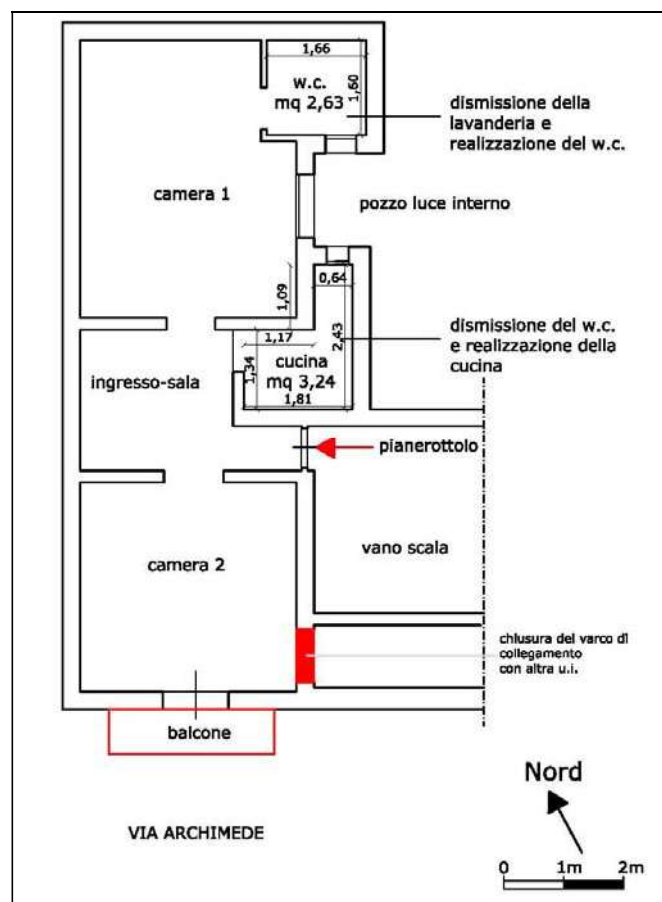 1,66
w.c.
mq 2,63
1,60
dismissione della
lavanderia e
realizzazione del w.c.
camera 1
pozzo luce interno
0,64
1,09
2,43
dismissione del w.c.
e realizzazione della
cucina
1,17
cucina
mq 3,24
1,34
1,81
ingresso-sala
pianerottolo
vano scala
camera 2
chiusura del varco di
collegamento
con altra u.i.
balcone
Nord
VIA ARCHIMEDE
0 1m 2m